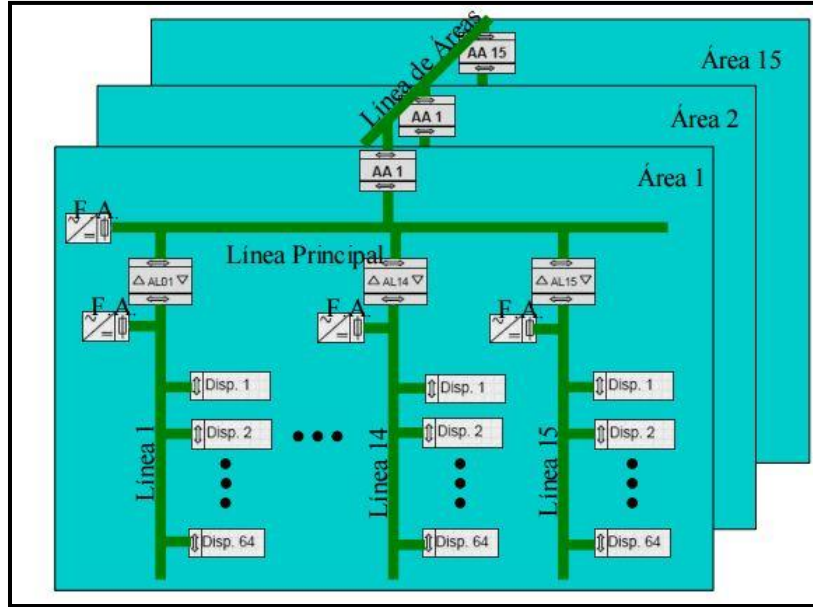 Línea de Áreas
AA 15
Área 15
AA 1
Área 2
AA 1
Área 1
F.A.
Línea Principal
AL01
AL14
AL15
F.A.
F.A.
F.A.
Disp. 1
Disp. 1
Disp. 1
Disp. 2
Disp. 2
Disp. 2
Línea 1
Línea 14
Línea 15
Disp. 64
Disp. 64
Disp. 64